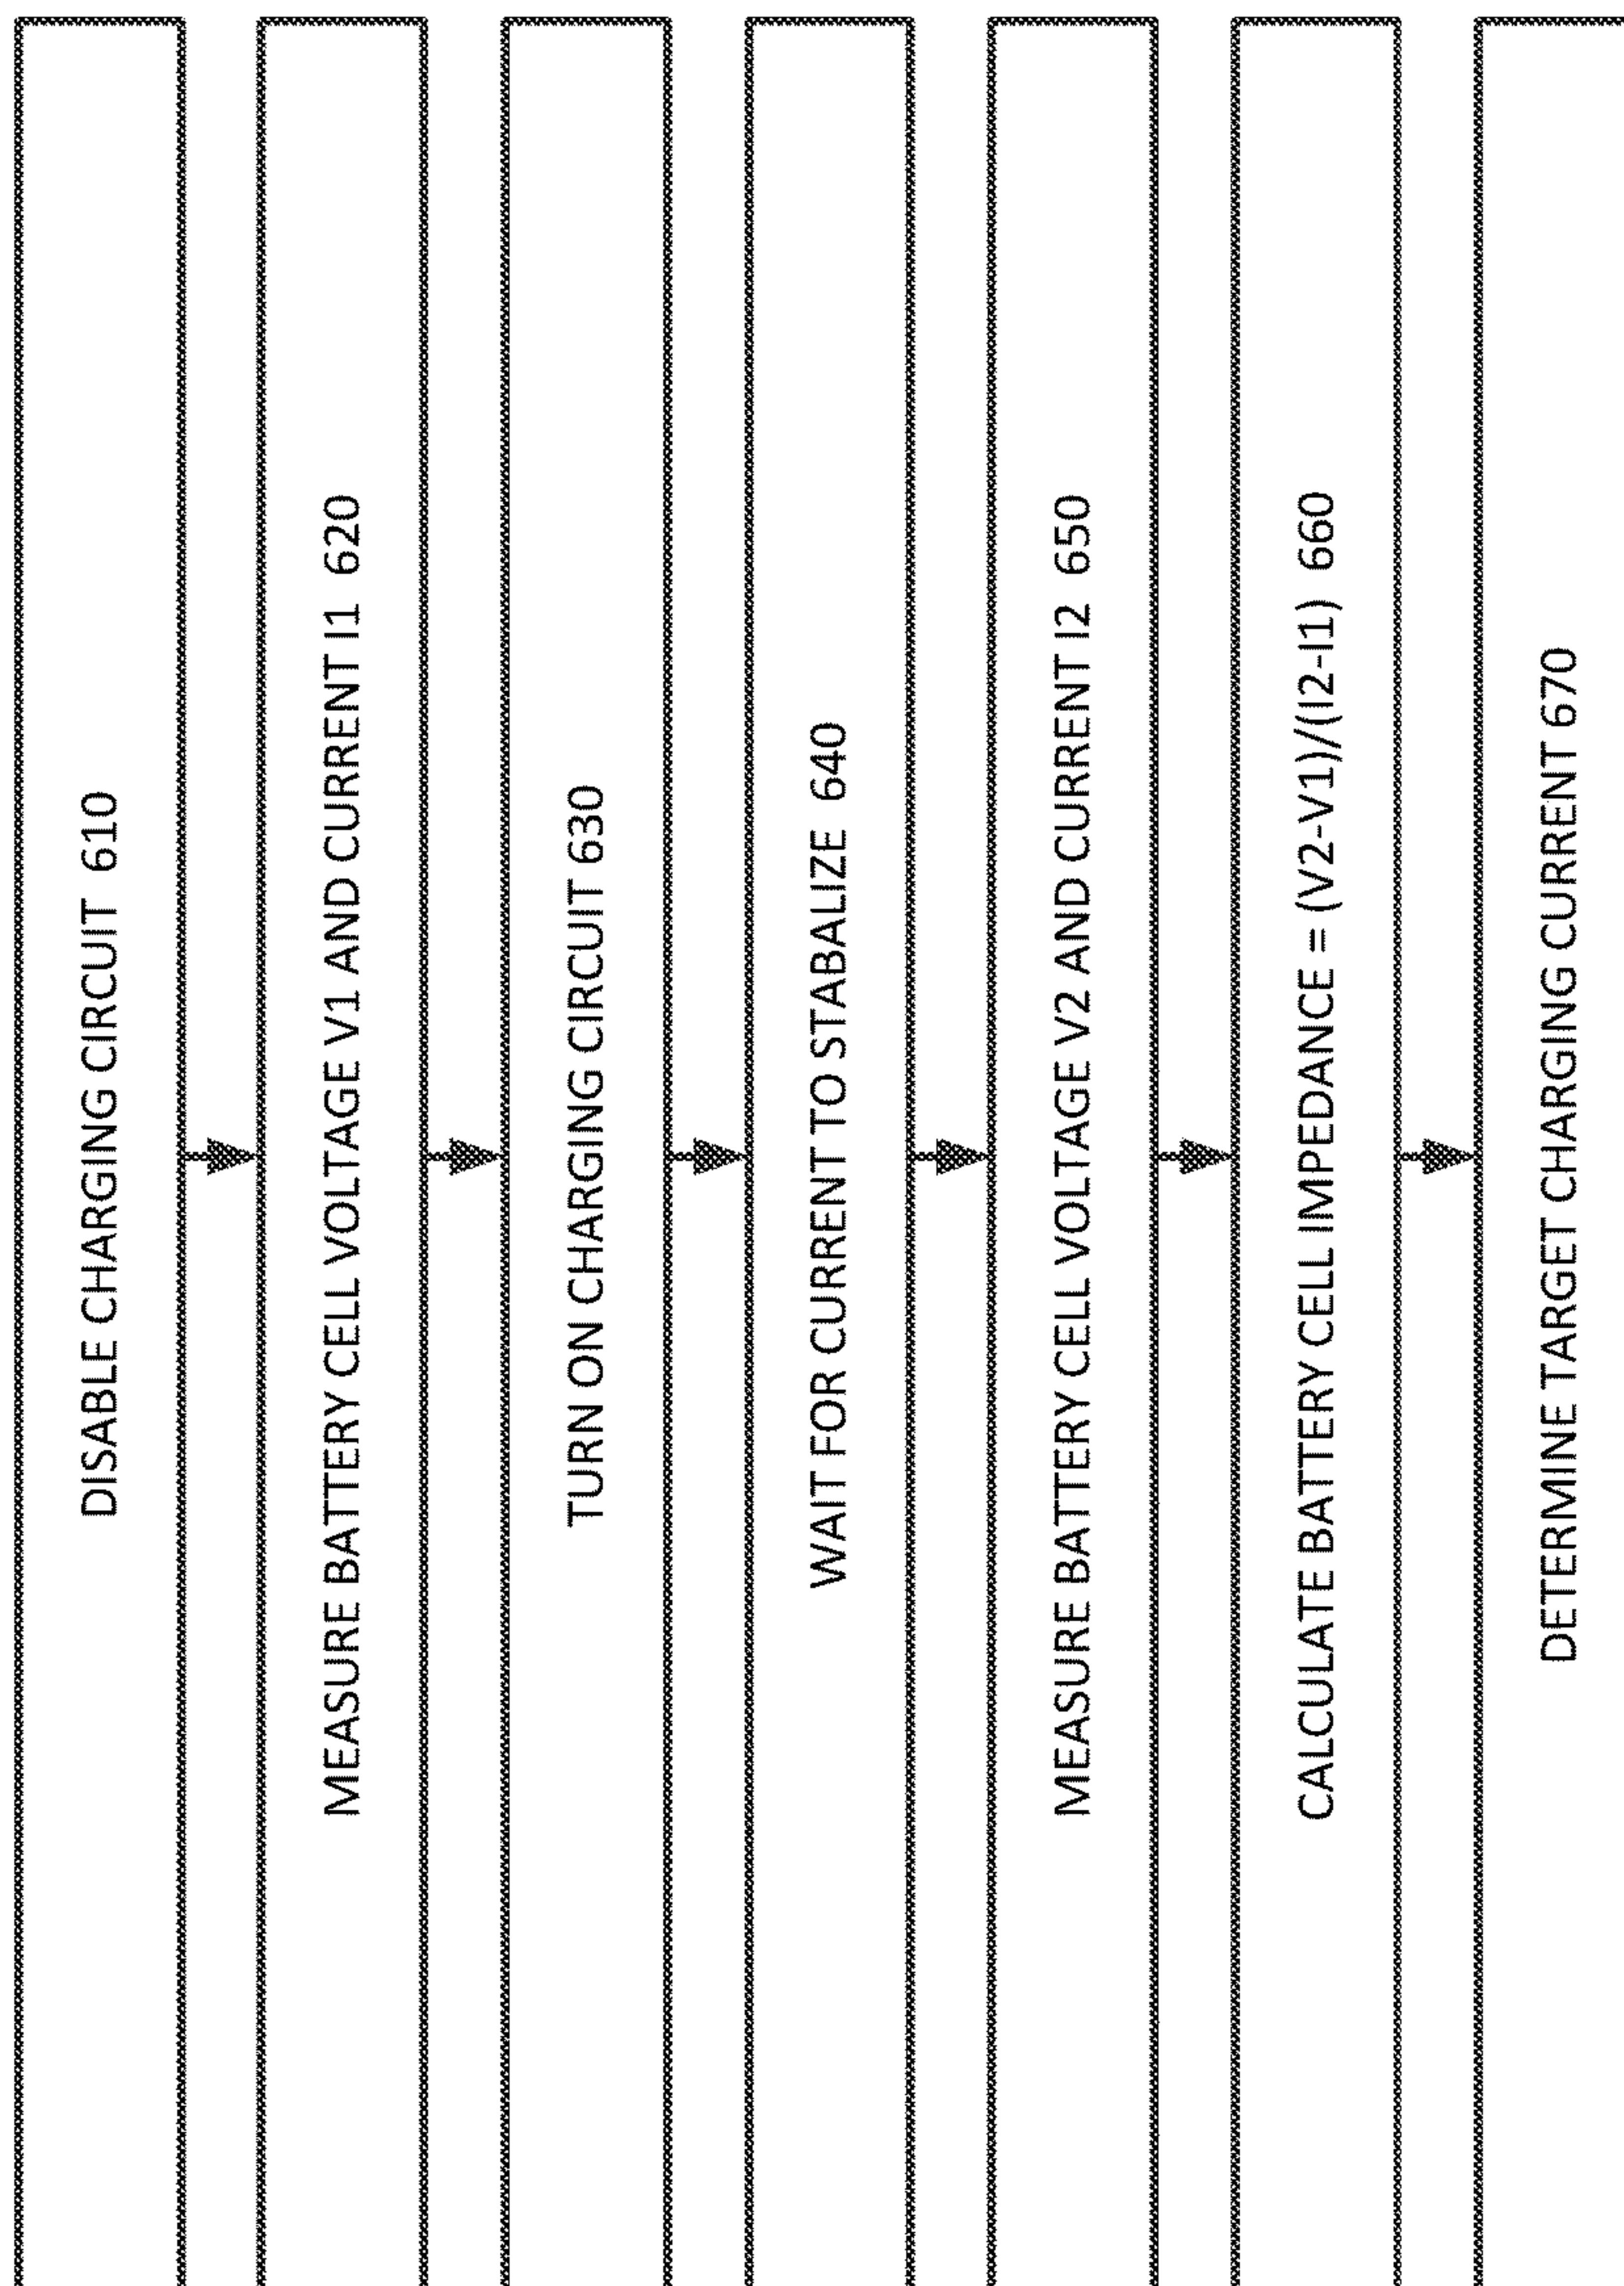 DISABLE CHARGING CIRCUIT 610
MEASURE BATTERY CELL VOLTAGE V1 AND CURRENT I1 620
TURN ON CHARGING CIRCUIT 630
WAIT FOR CURRENT TO STABALIZE 640
MEASURE BATTERY CELL VOLTAGE V2 AND CURRENT I2 650
CALCULATE BATTERY CELL IMPEDANCE = (V2-V1)/(I2-I1) 660
DETERMINE TARGET CHARGING CURRENT 670